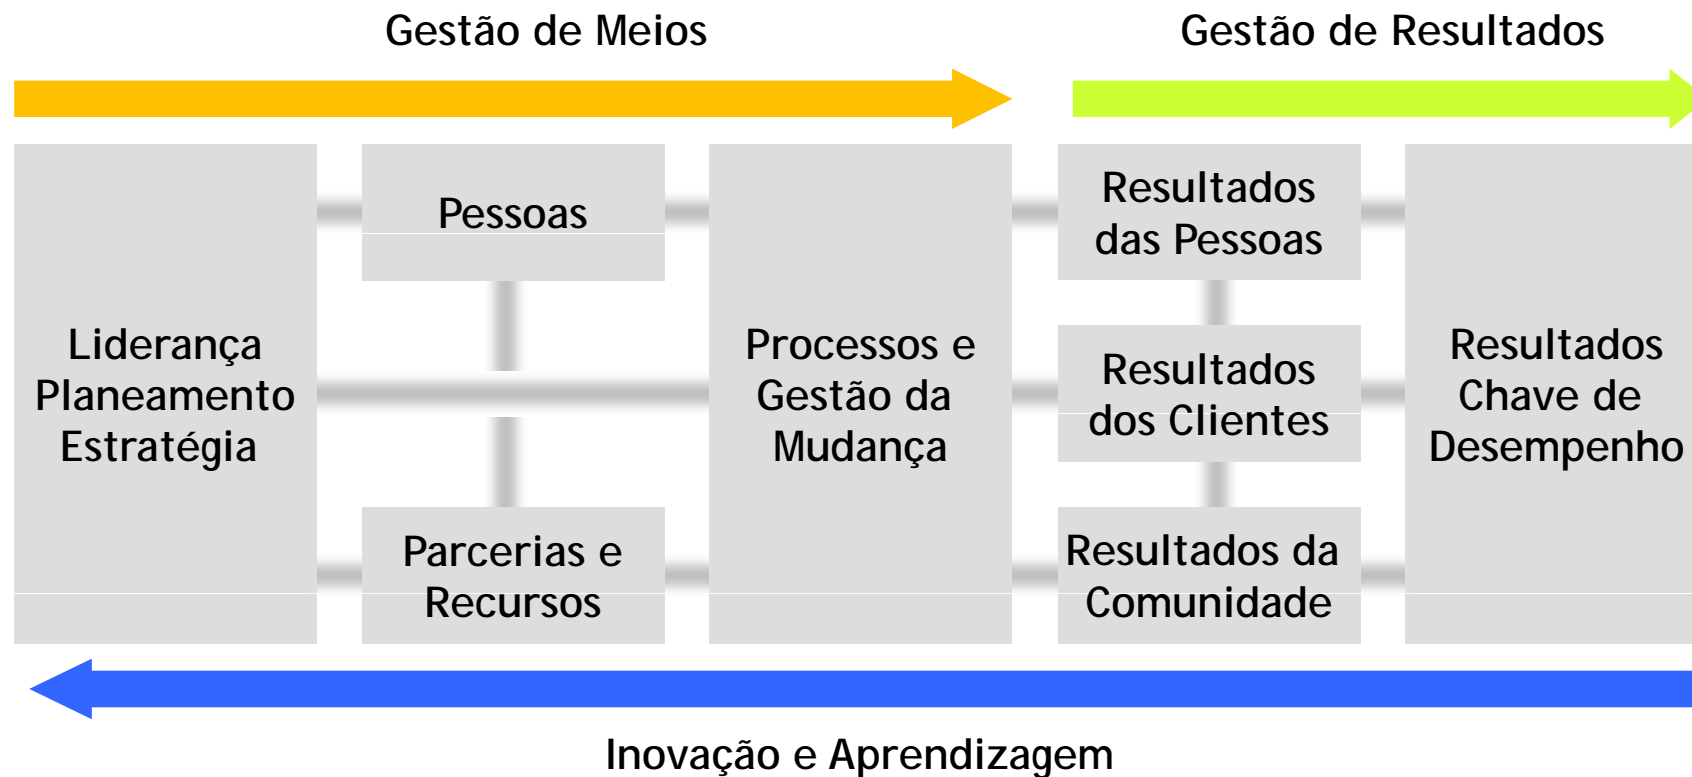 Gestão de Meios
Gestão de Resultados
Liderança
Planeamento
Estratégia
Pessoas
Parcerias e
Recursos
Processos e
Gestão da
Mudança
Resultados
das Pessoas
Resultados
dos Clientes
Resultados da
Comunidade
Resultados
Chave de
Desempenho
Inovação e Aprendizagem